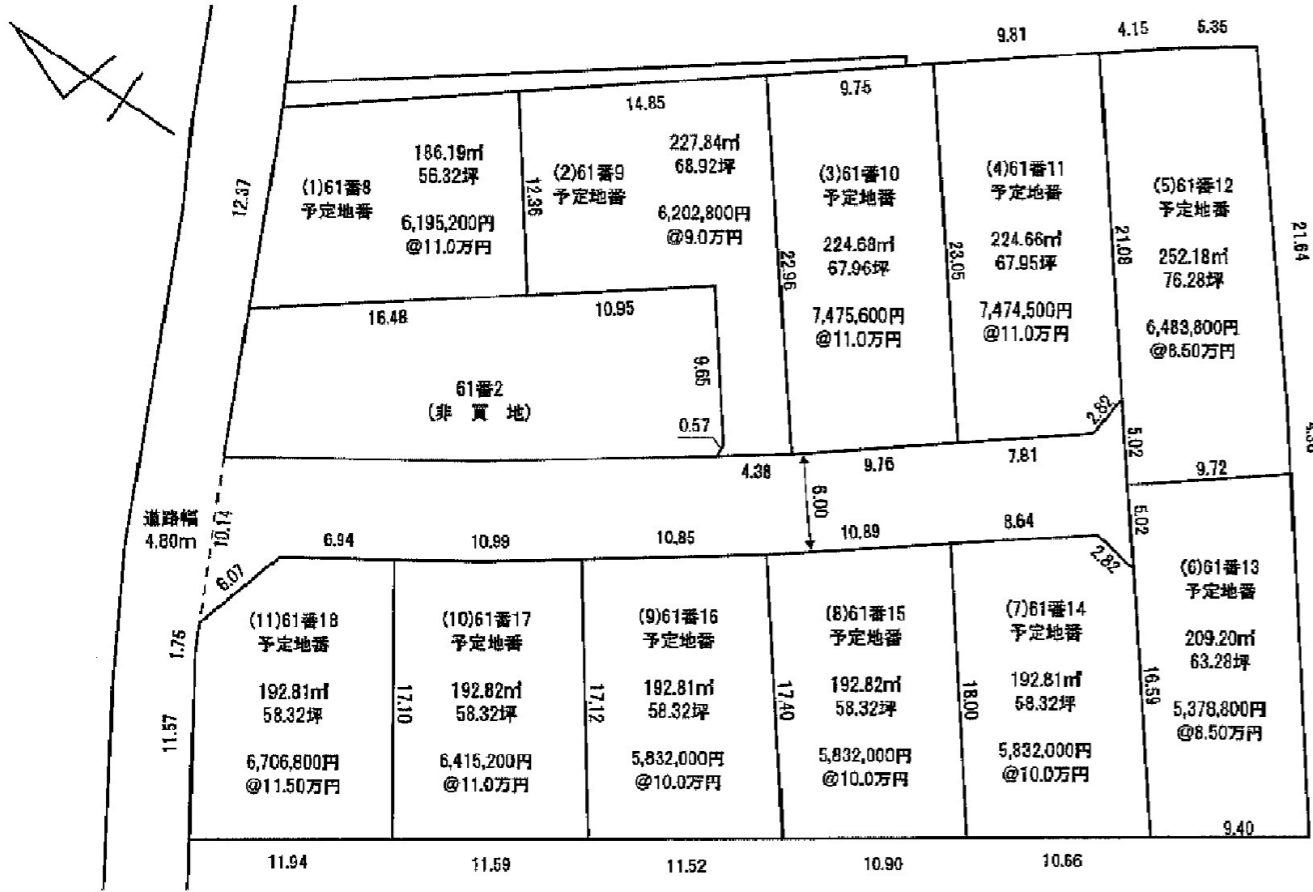 9.81
4.15
5.35
14.85
9.75
12.37
(1)61番8
予定地番
186.19㎡
56.32坪
6,195,200円
@11.0万円
12.36
(2)61番9
予定地番
227.84㎡
68.92坪
6,202,800円
@9.0万円
22.96
(3)61番10
予定地番
224.68㎡
67.96坪
7,475,600円
@11.0万円
23.05
(4)61番11
予定地番
224.66㎡
67.95坪
7,474,500円
@11.0万円
21.08
(5)61番12
予定地番
252.18㎡
76.28坪
6,483,800円
@8.50万円
21.64
16.48
10.95
9.65
0.57
61番2
(非 買 地)
2.82
5.02
9.72
4.38
9.76
7.81
6.00
道路幅
4.80m
10.14
6.94
10.99
10.85
10.89
8.64
2.82
5.02
6.07
1.75
11.57
(11)61番18
予定地番
192.81㎡
58.32坪
6,706,800円
@11.50万円
17.10
(10)61番17
予定地番
192.82㎡
58.32坪
6,415,200円
@11.0万円
17.12
(9)61番16
予定地番
192.81㎡
58.32坪
5,832,000円
@10.0万円
17.40
(8)61番15
予定地番
192.82㎡
58.32坪
5,832,000円
@10.0万円
18.00
(7)61番14
予定地番
192.81㎡
58.32坪
5,832,000円
@10.0万円
16.59
(6)61番13
予定地番
209.20㎡
63.28坪
5,378,800円
@8.50万円
9.40
11.94
11.59
11.52
10.90
10.66